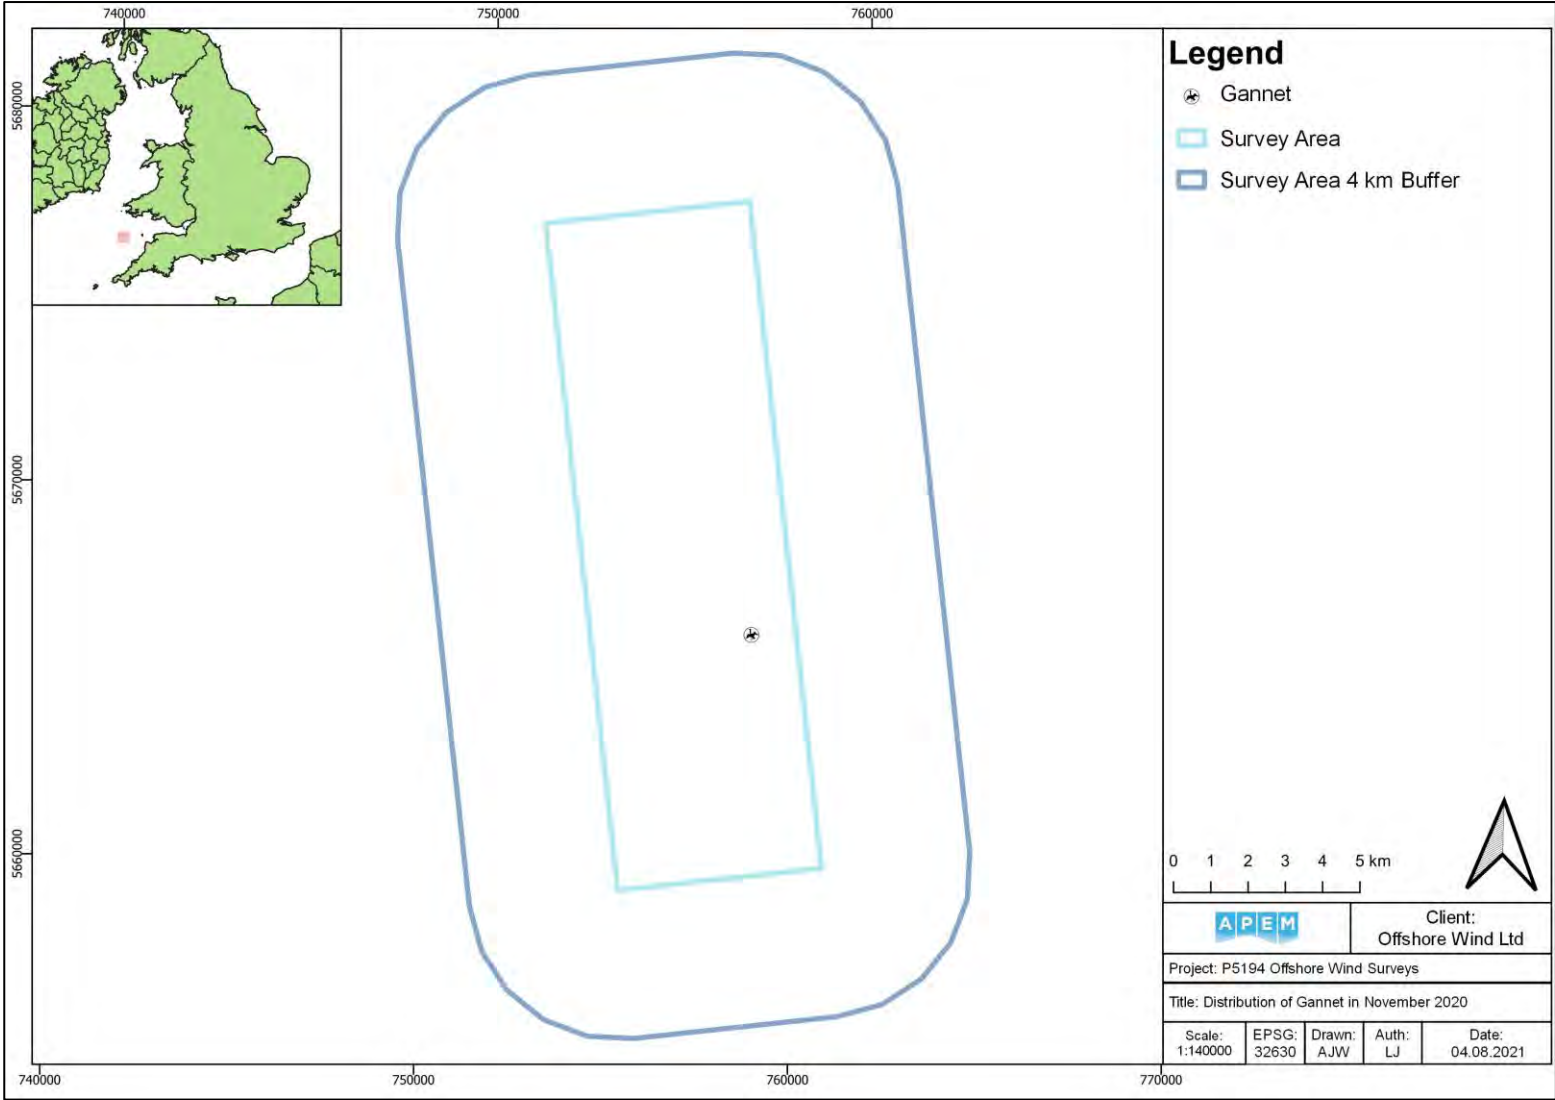 740000
750000
760000
5680000
5670000
5660000
740000
750000
760000
770000
Legend
Gannet
Survey Area
Survey Area 4 km Buffer
0 1 2 3 4 5 km
APEM
Client:
Offshore Wind Ltd
Project: P5194 Offshore Wind Surveys
Title: Distribution of Gannet in November 2020
Scale:
1:140000
EPSG:
32630
Drawn:
AJW
Auth:
LJ
Date:
04.08.2021